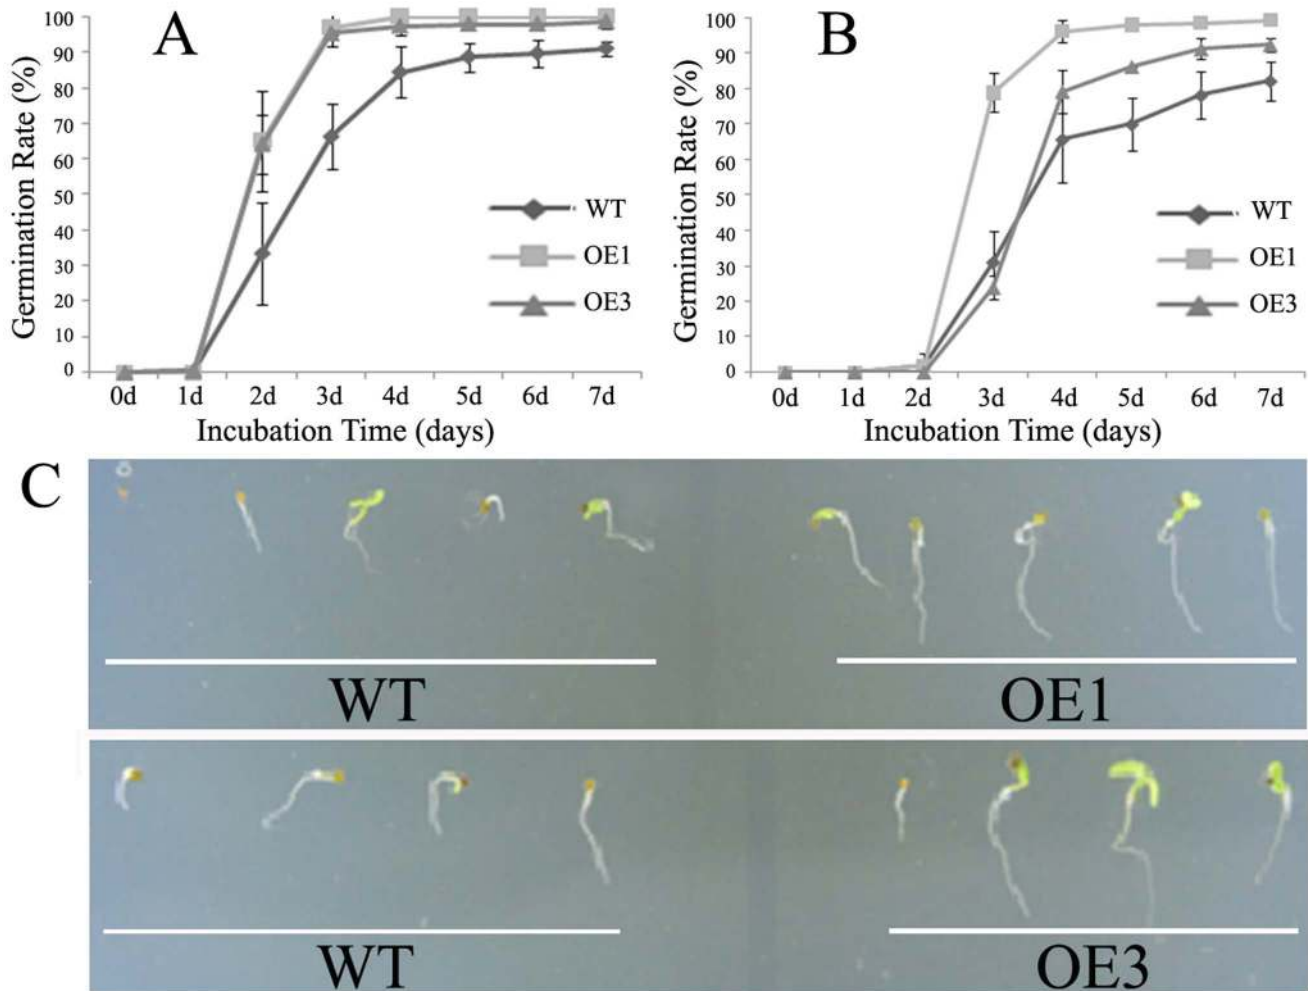 A
Germination Rate (%)
100
90
80
70
60
50
40
30
20
10
0
0d 1d 2d 3d 4d 5d 6d 7d
Incubation Time (days)
WT
OE1
OE3
B
Germination Rate (%)
100
90
80
70
60
50
40
30
20
10
0
0d 1d 2d 3d 4d 5d 6d 7d
Incubation Time (days)
WT
OE1
OE3
C
WT
OE1
WT
OE3